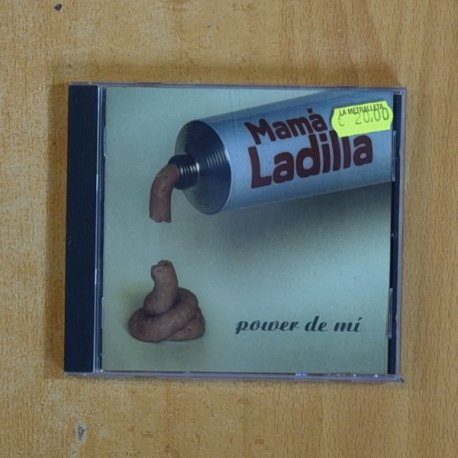 LA METRALLETA
€ 20,00
Mamá
Ladilla
power de mí